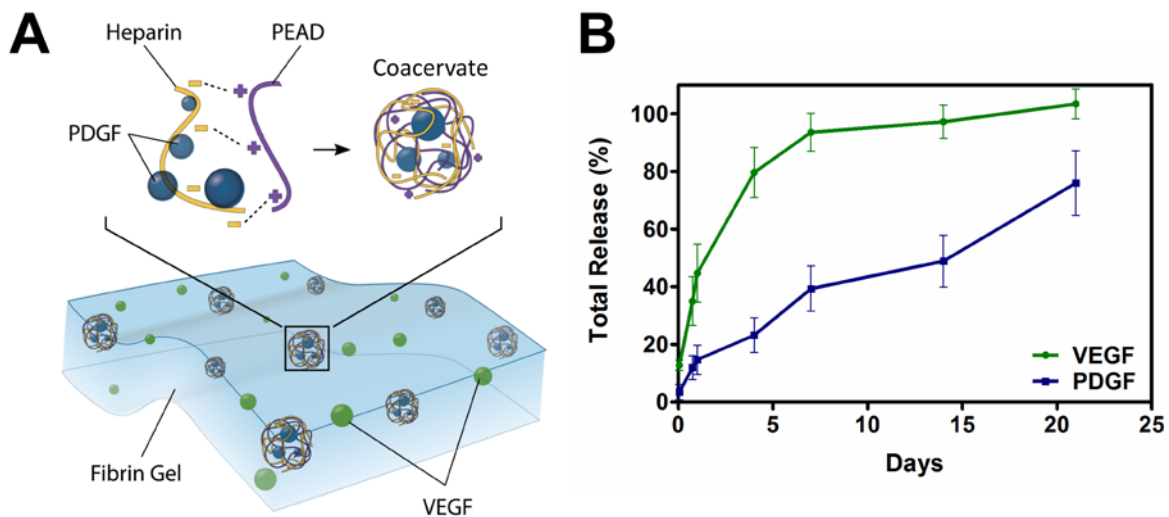 A
Heparin
PEAD
Coacervate
PDGF
Fibrin Gel
VEGF
B
Total Release (%)
100
80
60
40
20
0
VEGF
PDGF
0 5 10 15 20 25
Days